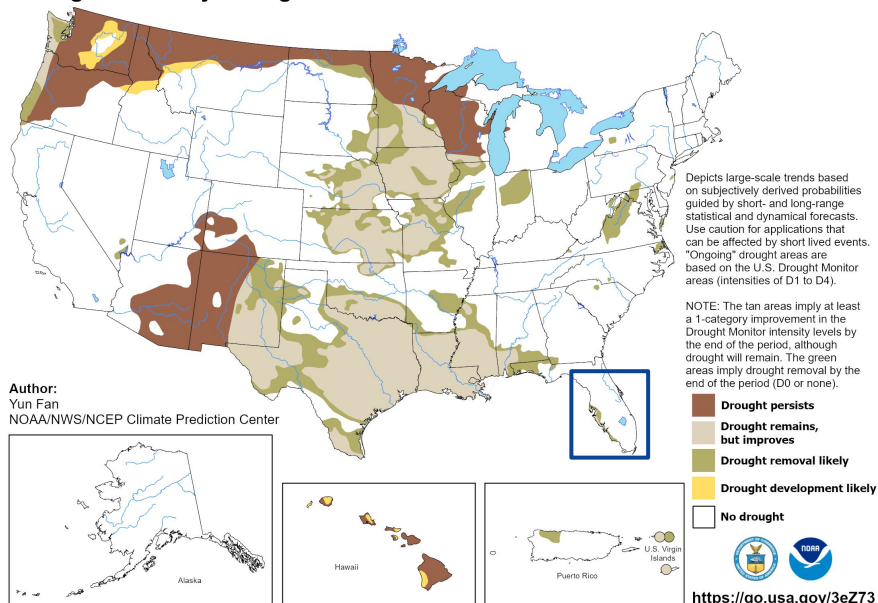 Depicts large-scale trends based
on subjectively derived probabilities
guided by short- and long-range
statistical and dynamical forecasts.
Use caution for applications that
can be affected by short lived events.
"Ongoing" drought areas are
based on the U.S. Drought Monitor
areas (intensities of D1 to D4).
NOTE: The tan areas imply at least
a 1-category improvement in the
Drought Monitor intensity levels by
the end of the period, although
drought will remain. The green
areas imply drought removal by the
end of the period (D0 or none).
Author:
Yun Fan
NOAA/NWS/NCEP Climate Prediction Center
Drought persists
Drought remains,
but improves
Drought removal likely
Drought development likely
No drought
Alaska
Hawaii
Puerto Rico
U.S. Virgin
Islands
NOAA
https://go.usa.gov/3eZ73